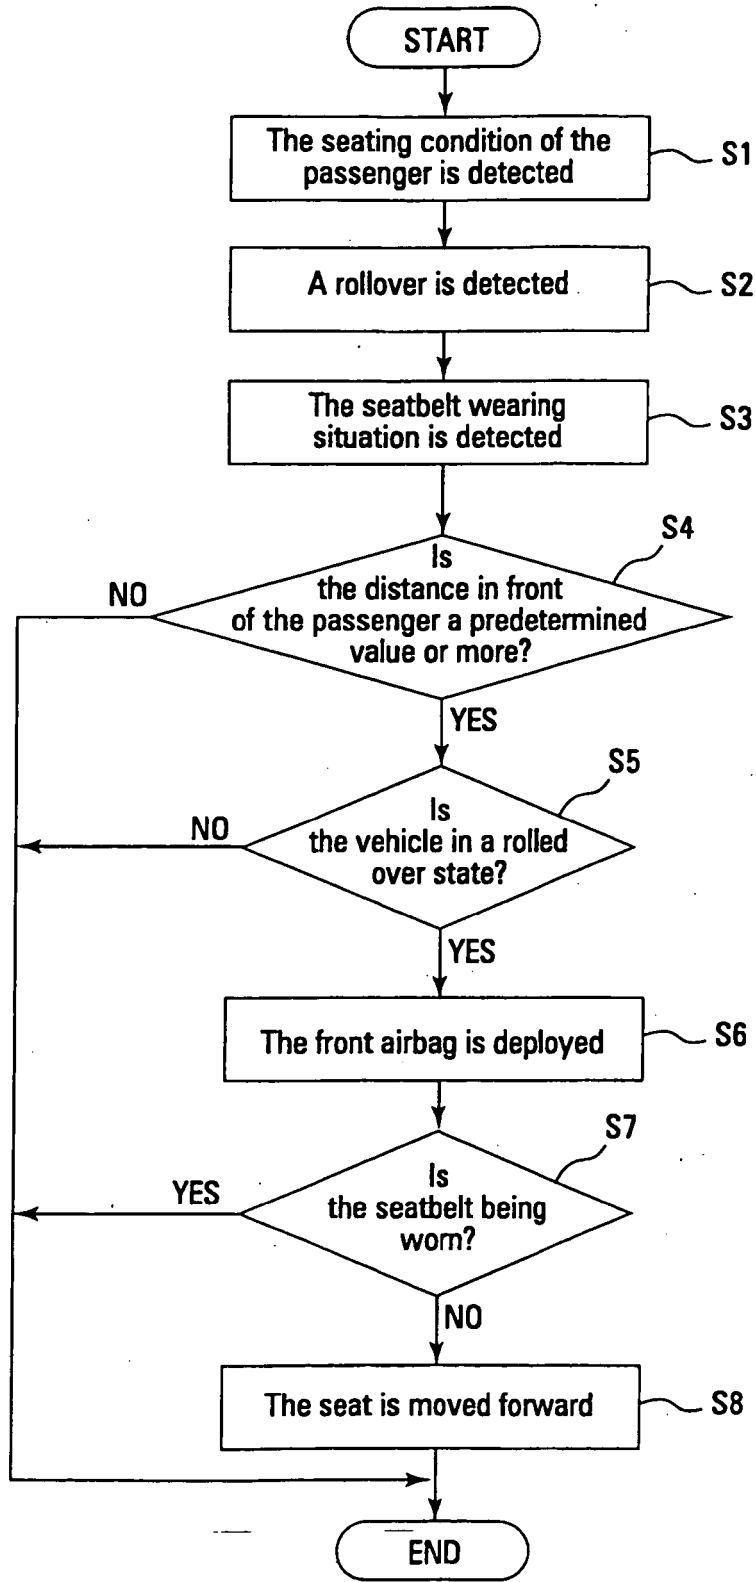 START
The seating condition of the
passenger is detected
S1
A rollover is detected
S2
The seatbelt wearing
situation is detected
S3
S4
Is
the distance in front
of the passenger a predetermined
value or more?
NO
YES
S5
Is
the vehicle in a rolled
over state?
NO
YES
The front airbag is deployed
S6
S7
Is
the seatbelt being
worn?
YES
NO
The seat is moved forward
S8
END